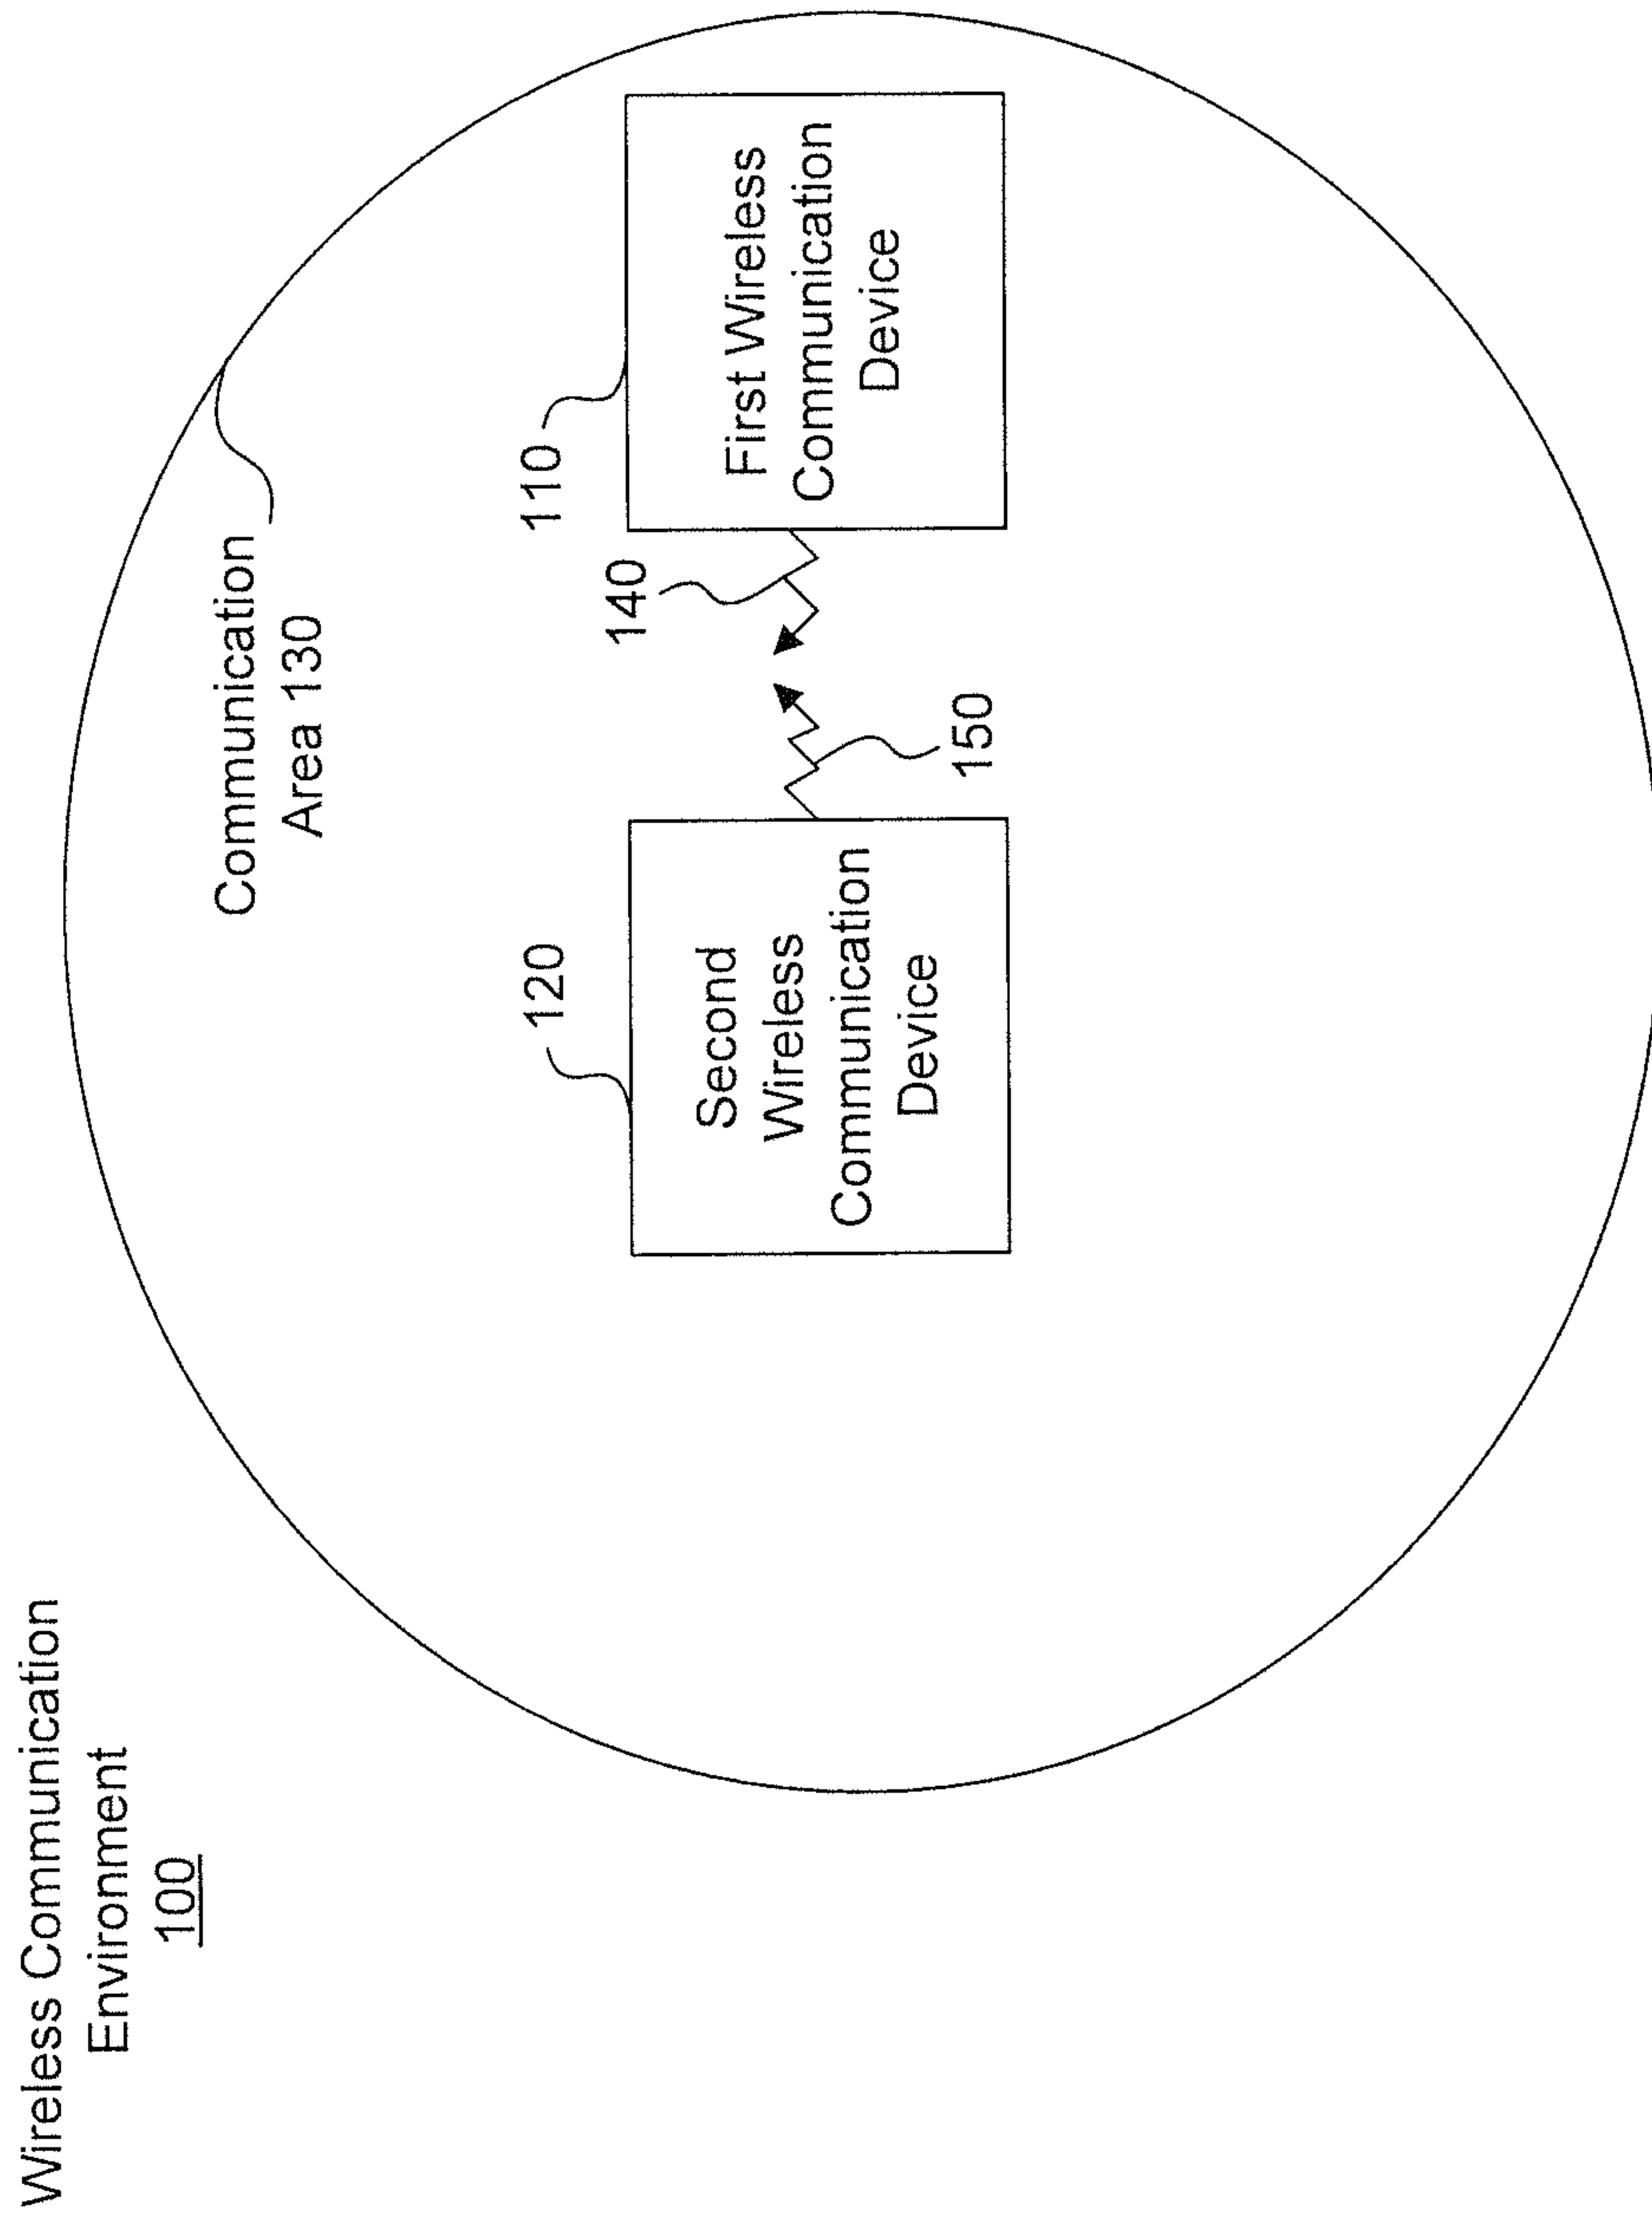 Wireless Communication
Environment
100
Communication
Area 130
120
110
140
Second
Wireless
Communication
Device
First Wireless
Communication
Device
150